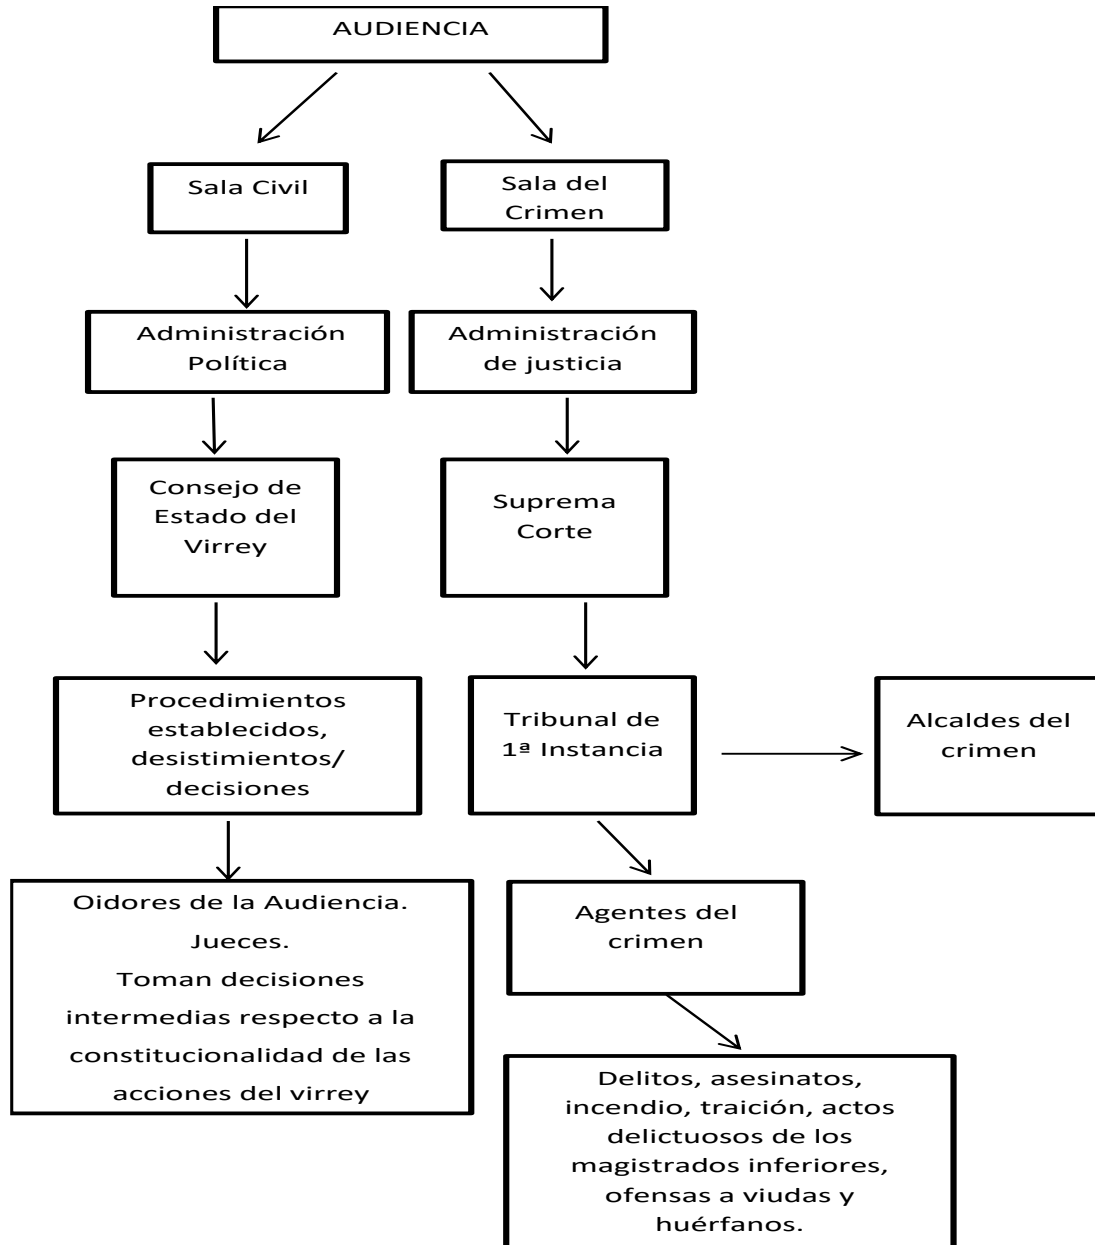 AUDIENCIA
Sala Civil
Sala del
Crimen
Administración
Política
Administración
de justicia
Consejo de
Estado del
Virrey
Suprema
Corte
Procedimientos
establecidos,
desistimientos/
decisiones
Tribunal de
1ª Instancia
Alcaldes del
crimen
Oidores de la Audiencia.
Jueces.
Toman decisiones
intermedias respecto a la
constitucionalidad de las
acciones del virrey
Agentes del
crimen
Delitos, asesinatos,
incendio, traición, actos
delictuosos de los
magistrados inferiores,
ofensas a viudas y
huérfanos.